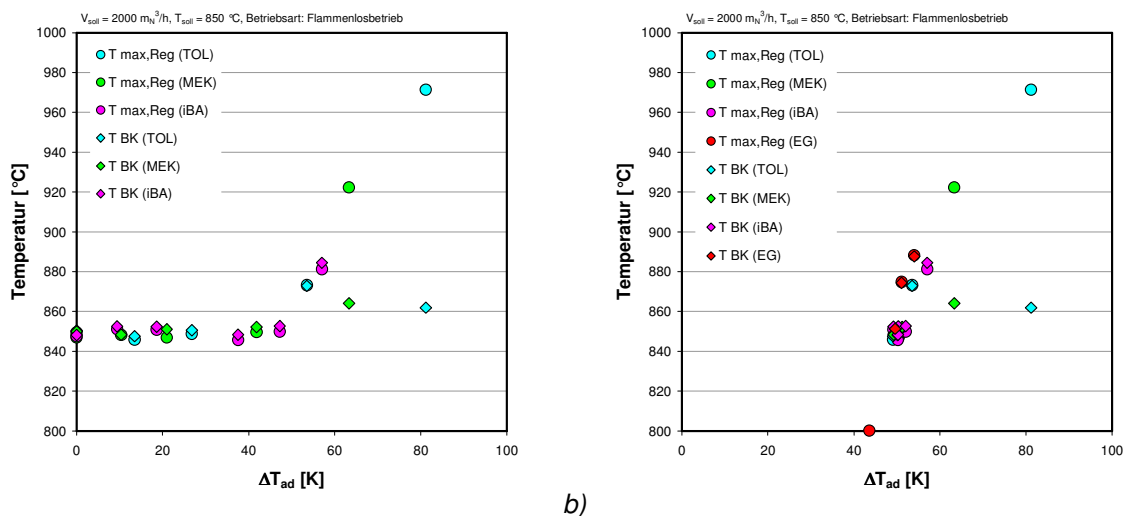 V_soll = 2000 m_N³/h, T_soll = 850 °C, Betriebsart: Flammenlosbetrieb
1000
980
960
940
920
900
880
860
840
820
800
Temperatur [°C]
T max,Reg (TOL)
T max,Reg (MEK)
T max,Reg (iBA)
T BK (TOL)
T BK (MEK)
T BK (iBA)
0 20 40 60 80 100
ΔT_ad [K]
V_soll = 2000 m_N³/h, T_soll = 850 °C, Betriebsart: Flammenlosbetrieb
1000
980
960
940
920
900
880
860
840
820
800
Temperatur [°C]
T max,Reg (TOL)
T max,Reg (MEK)
T max,Reg (iBA)
T max,Reg (EG)
T BK (TOL)
T BK (MEK)
T BK (iBA)
T BK (EG)
0 20 40 60 80 100
ΔT_ad [K]
b)